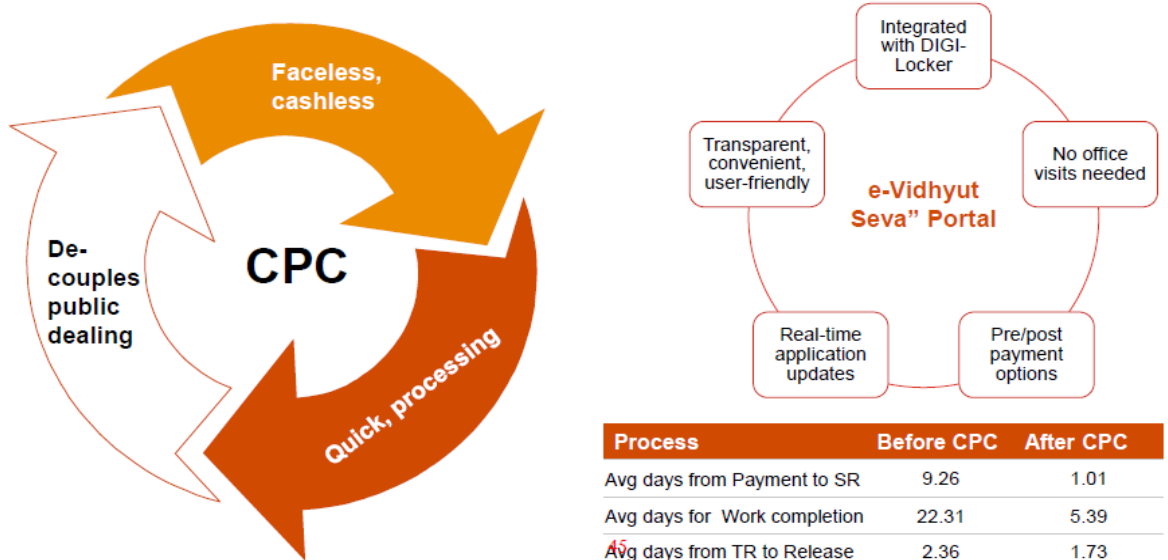 Faceless,
cashless
De-
couples
public
dealing
CPC
Quick, processing
Integrated
with DIGI-
Locker
Transparent,
convenient,
user-friendly
No office
visits needed
e-Vidhyut
Seva” Portal
Real-time
application
updates
Pre/post
payment
options
Process Before CPC After CPC
Avg days from Payment to SR 9.26 1.01
Avg days for Work completion 22.31 5.39
Avg days from TR to Release 2.36 1.73
45